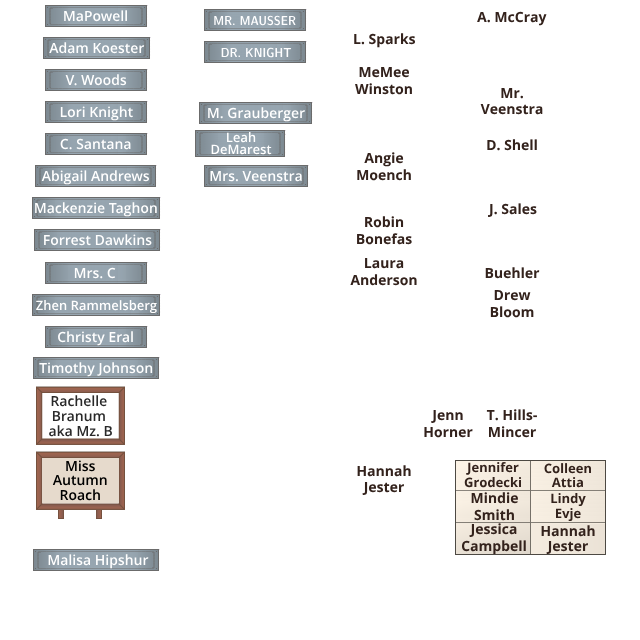 MaPowell
Adam Koester
V. Woods
Lori Knight
C. Santana
Abigail Andrews
Mackenzie Taghon
Forrest Dawkins
Mrs. C
Zhen Rammelsberg
Christy Eral
Timothy Johnson
Rachelle
Branum
aka Mz. B
Miss
Autumn
Roach
Malisa Hipshur
MR. MAUSSER
DR. KNIGHT
M. Grauberger
Leah
DeMarest
Mrs. Veenstra
L. Sparks
MeMee
Winston
Angie
Moench
Robin
Bonefas
Laura
Anderson
Hannah
Jester
A. McCray
Mr.
Veenstra
D. Shell
J. Sales
Buehler
Drew
Bloom
Jenn
Horner
T. Hills-
Mincer
Jennifer
Grodecki
Colleen
Attia
Mindie
Smith
Lindy
Evje
Jessica
Campbell
Hannah
Jester